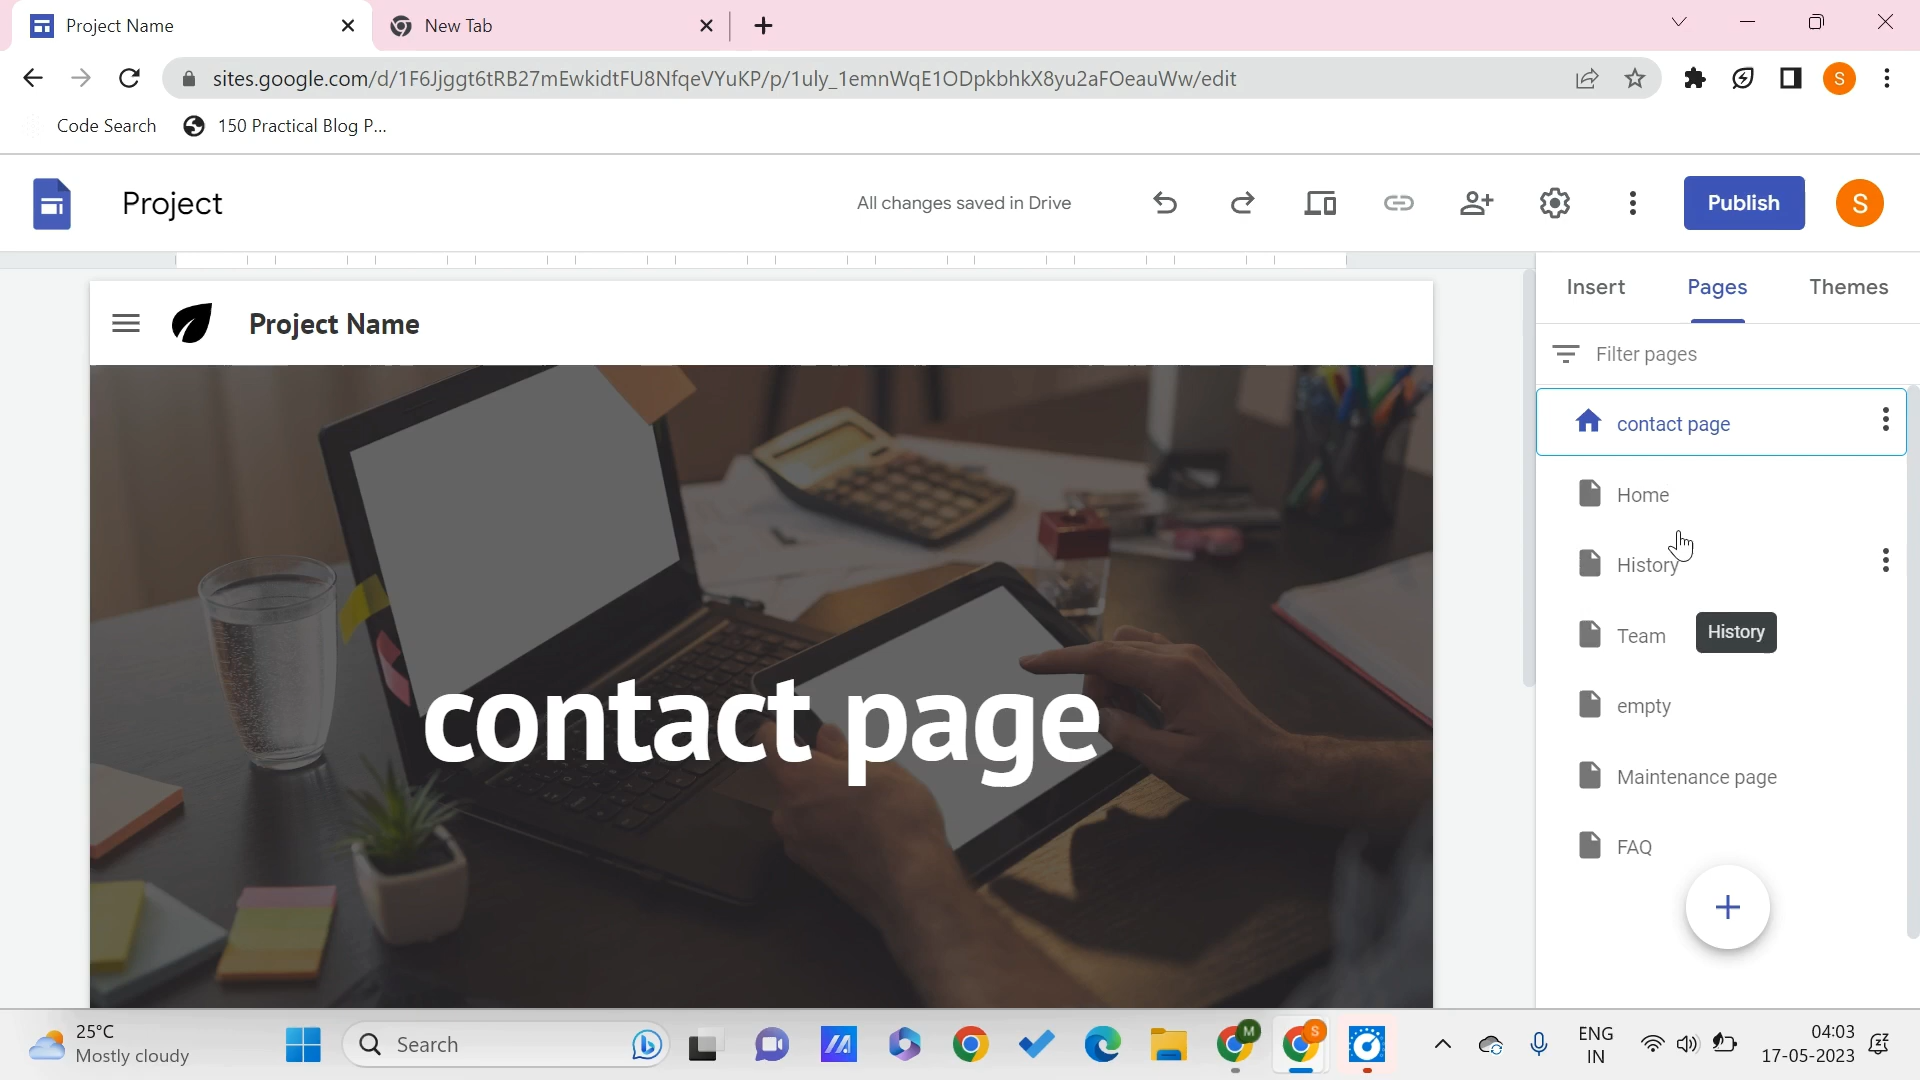 Project Name
New Tab
sites.google.com/d/1F6Jjggt6tRB27mEwkidtFU8NfqeVYuKP/p/1uly_1emnWqE1ODpkbhkX8yu2aFOeauWw/edit
S
Code Search
150 Practical Blog P...
Project
All changes saved in Drive
Publish
S
Insert
Pages
Themes
Project Name
Filter pages
contact page
Home
History
Team
History
empty
Maintenance page
FAQ
contact page
25°C
Mostly cloudy
Search
M
S
ENG
IN
04:03
17-05-2023